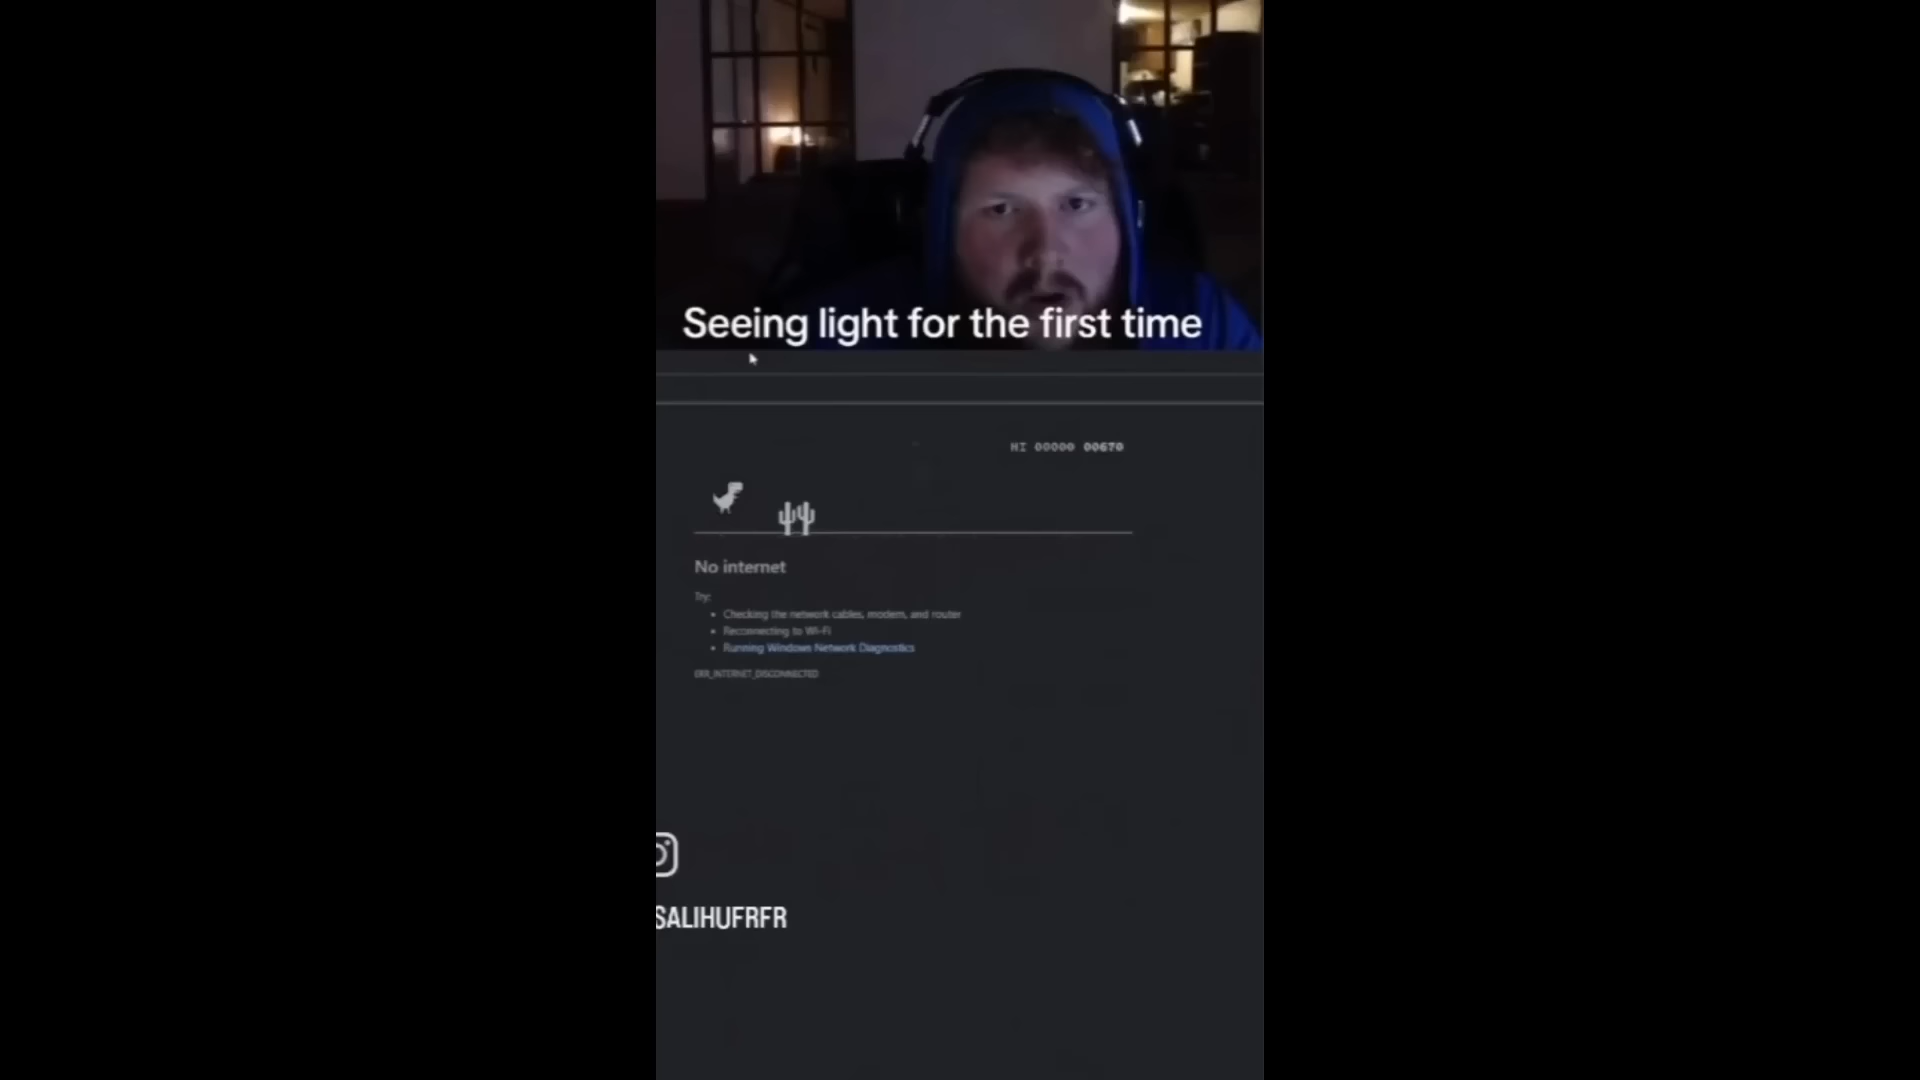 Seeing light for the first time
HI 00000 00670
No internet
Try:
Checking the network cables, modem, and router
Reconnecting to Wi-Fi
Running Windows Network Diagnostics
ERR_INTERNET_DISCONNECTED
SALIHUFRFR